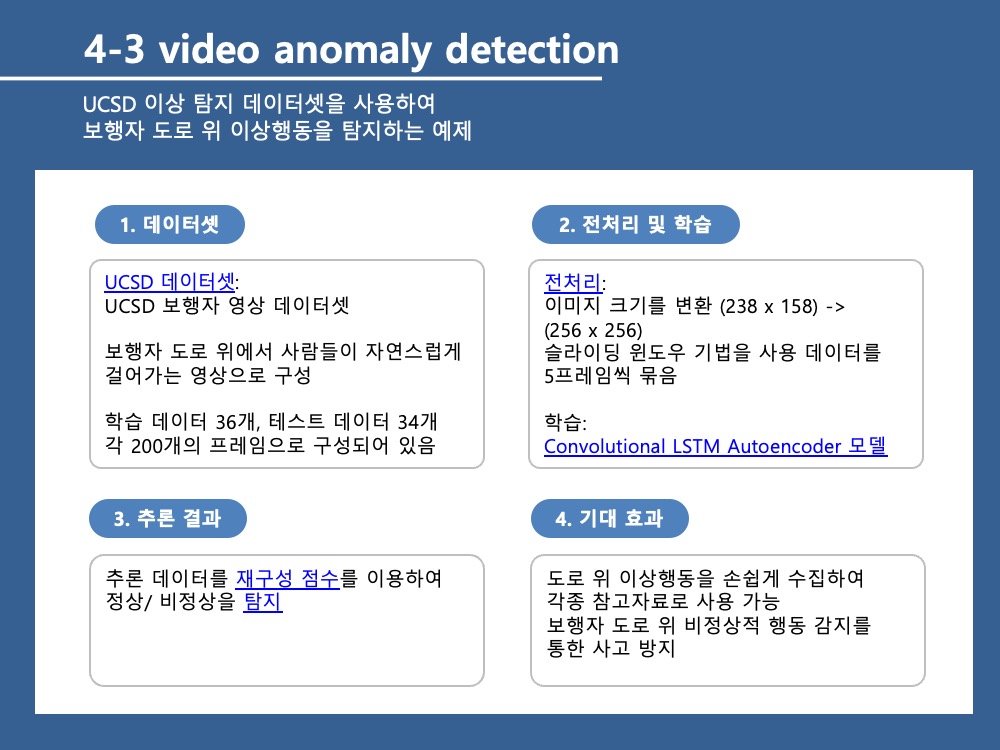 4-3 video anomaly detection
UCSD 이상 탐지 데이터셋을 사용하여
보행자 도로 위 이상행동을 탐지하는 예제
1. 데이터셋
UCSD 데이터셋:
UCSD 보행자 영상 데이터셋
보행자 도로 위에서 사람들이 자연스럽게
걸어가는 영상으로 구성
학습 데이터 36개, 테스트 데이터 34개
각 200개의 프레임으로 구성되어 있음
2. 전처리 및 학습
전처리:
이미지 크기를 변환 (238 x 158) ->
(256 x 256)
슬라이딩 윈도우 기법을 사용 데이터를
5프레임씩 묶음
학습:
Convolutional LSTM Autoencoder 모델
3. 추론 결과
추론 데이터를 재구성 점수를 이용하여
정상/ 비정상을 탐지
4. 기대 효과
도로 위 이상행동을 손쉽게 수집하여
각종 참고자료로 사용 가능
보행자 도로 위 비정상적 행동 감지를
통한 사고 방지